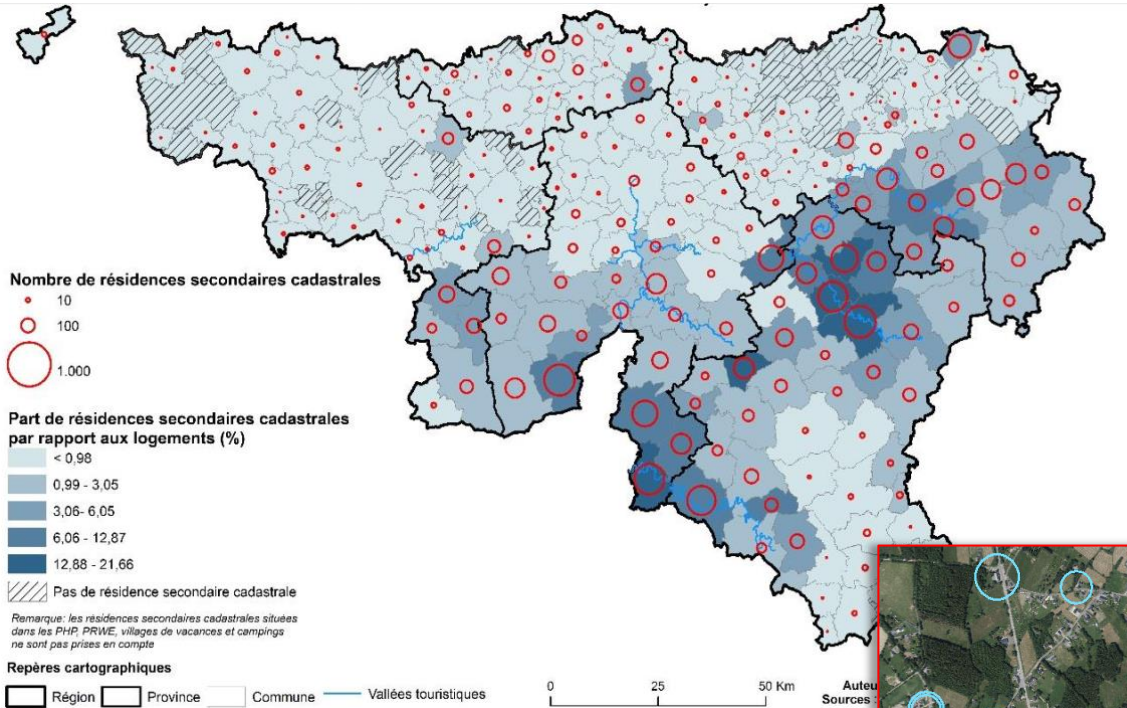 Nombre de résidences secondaires cadastrales
10
100
1.000
Part de résidences secondaires cadastrales
par rapport aux logements (%)
< 0,98
0,99 - 3,05
3,06- 6,05
6,06 - 12,87
12,88 - 21,66
Pas de résidence secondaire cadastrale
Remarque: les résidences secondaires cadastrales situées
dans les PHP, PRWE, villages de vacances et campings
ne sont pas prises en compte
Repères cartographiques
Région Province Commune Vallées touristiques
0 25 50 Km
Auteu
Sources :